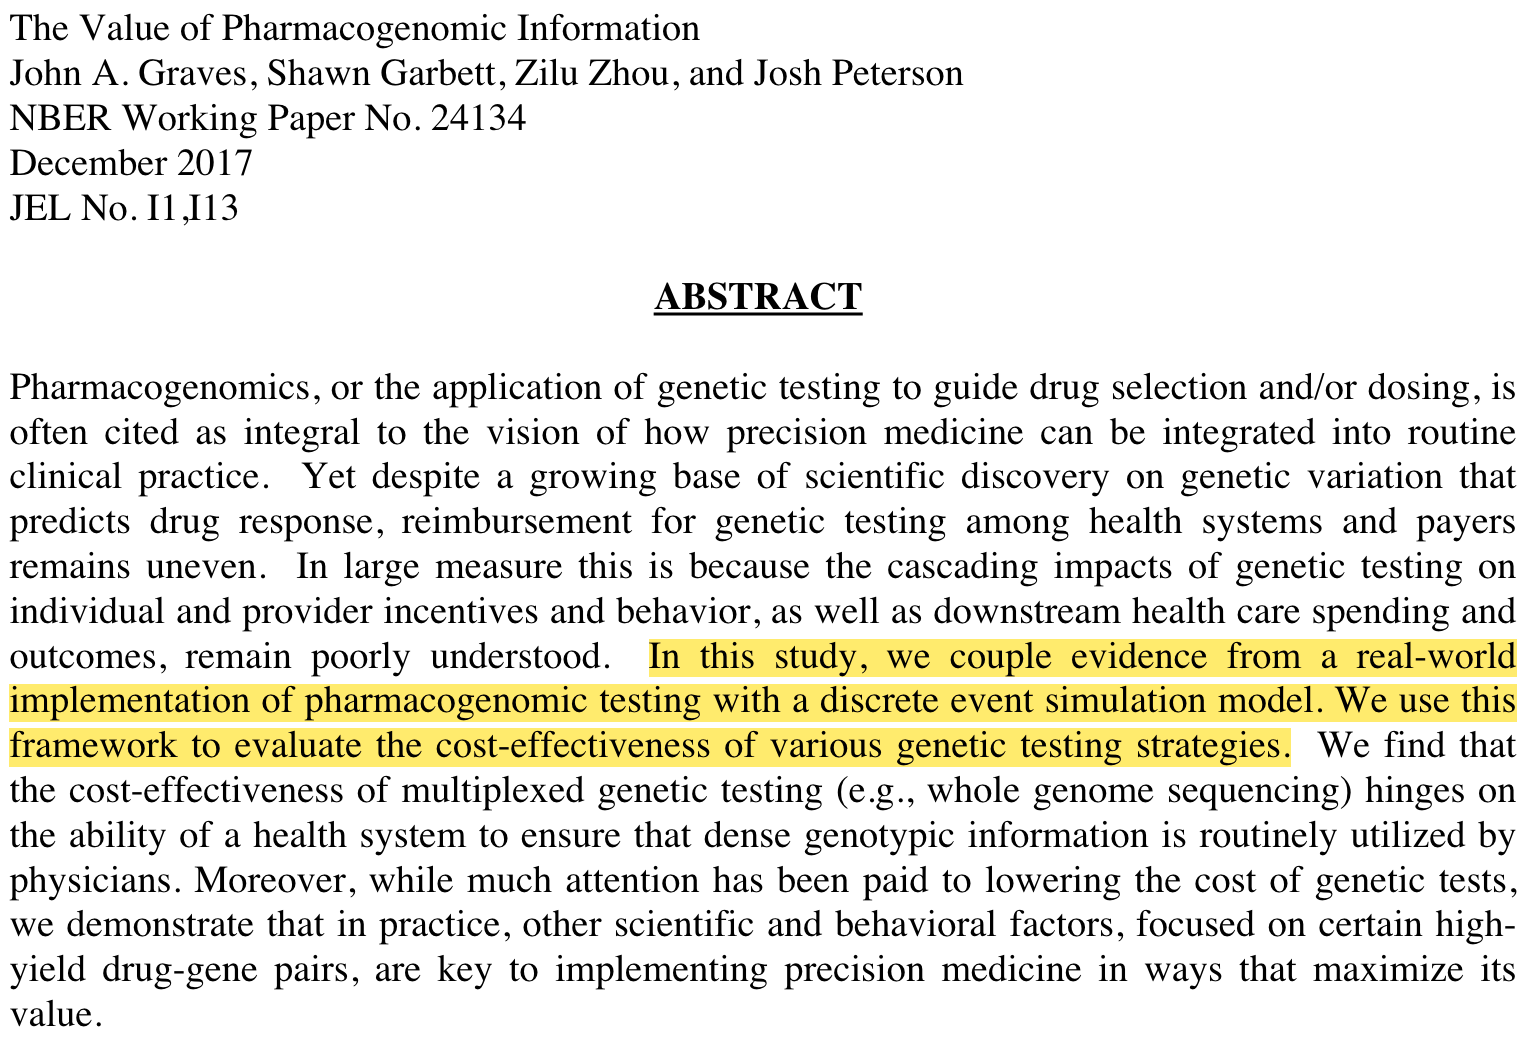 The Value of Pharmacogenomic Information
John A. Graves, Shawn Garbett, Zilu Zhou, and Josh Peterson
NBER Working Paper No. 24134
December 2017
JEL No. I1,I13
ABSTRACT
Pharmacogenomics, or the application of genetic testing to guide drug selection and/or dosing, is
often cited as integral to the vision of how precision medicine can be integrated into routine
clinical practice.  Yet despite a growing base of scientific discovery on genetic variation that
predicts drug response, reimbursement for genetic testing among health systems and payers
remains uneven.  In large measure this is because the cascading impacts of genetic testing on
individual and provider incentives and behavior, as well as downstream health care spending and
outcomes, remain poorly understood.  In this study, we couple evidence from a real-world
implementation of pharmacogenomic testing with a discrete event simulation model. We use this
framework to evaluate the cost-effectiveness of various genetic testing strategies.  We find that
the cost-effectiveness of multiplexed genetic testing (e.g., whole genome sequencing) hinges on
the ability of a health system to ensure that dense genotypic information is routinely utilized by
physicians. Moreover, while much attention has been paid to lowering the cost of genetic tests,
we demonstrate that in practice, other scientific and behavioral factors, focused on certain high-
yield drug-gene pairs, are key to implementing precision medicine in ways that maximize its
value.